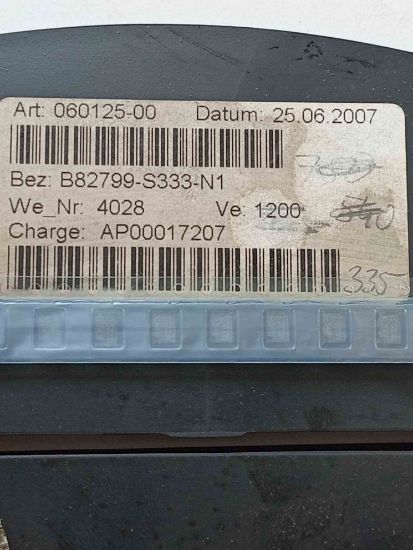 Art: 060125-00 Datum: 25.06.2007
Bez: B82799-S333-N1
We_Nr: 4028 Ve: 1200
Charge: AP00017207
335